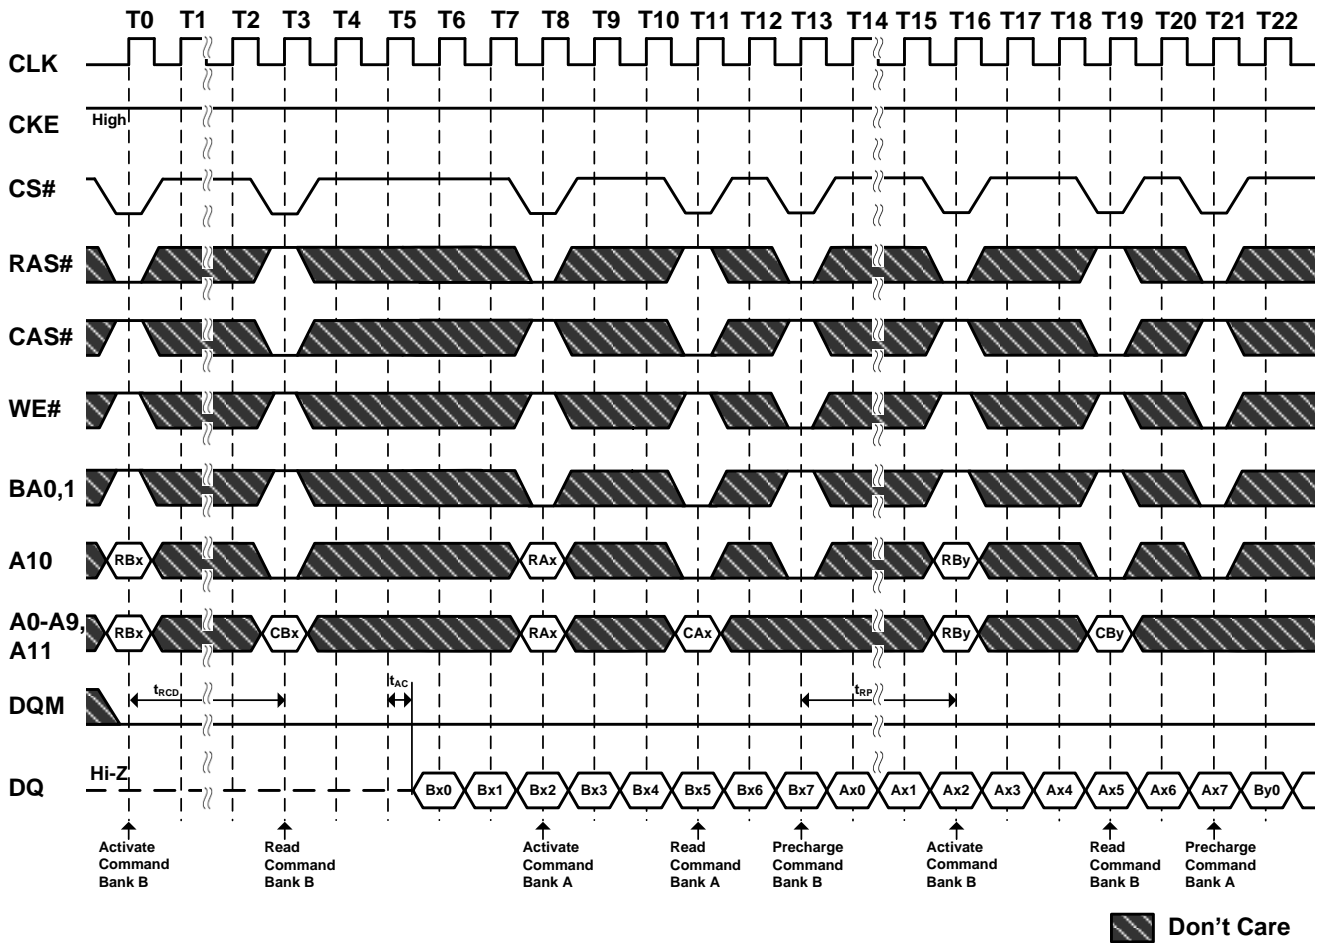 T0 T1 T2 T3 T4 T5 T6 T7 T8 T9 T10 T11 T12 T13 T14 T15 T16 T17 T18 T19 T20 T21 T22
CLK
CKE High
CS#
RAS#
CAS#
WE#
BA0,1
A10 RBx RAx RBy
A0-A9, A11 RBx CBx RAx CAx RBy CBy
DQM tRCD tAC tRP
DQ Hi-Z Bx0 Bx1 Bx2 Bx3 Bx4 Bx5 Bx6 Bx7 Ax0 Ax1 Ax2 Ax3 Ax4 Ax5 Ax6 Ax7 By0
Activate
Command
Bank B
Read
Command
Bank B
Activate
Command
Bank A
Read
Command
Bank A
Precharge
Command
Bank B
Activate
Command
Bank B
Read
Command
Bank B
Precharge
Command
Bank A
Don't Care